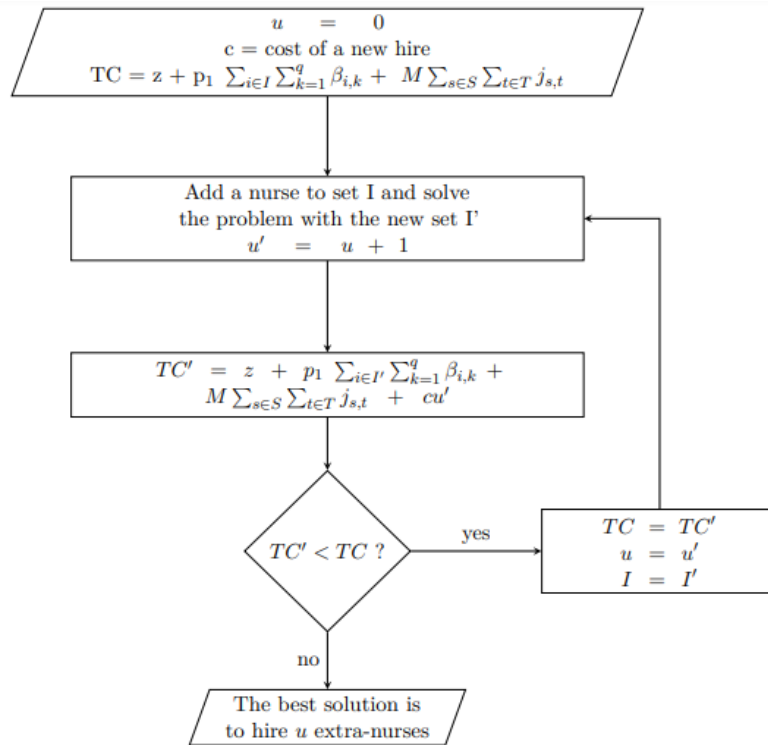 u = 0
c = cost of a new hire
TC = z + p₁ ∑_{i∈I} ∑_{k=1}^{q} β_{i,k} + M ∑_{s∈S} ∑_{t∈T} j_{s,t}
Add a nurse to set I and solve
the problem with the new set I'
u' = u + 1
TC' = z + p₁ ∑_{i∈I'} ∑_{k=1}^{q} β_{i,k} +
M ∑_{s∈S} ∑_{t∈T} j_{s,t} + cu'
TC' < TC ?
yes
TC = TC'
u = u'
I = I'
no
The best solution is
to hire u extra-nurses